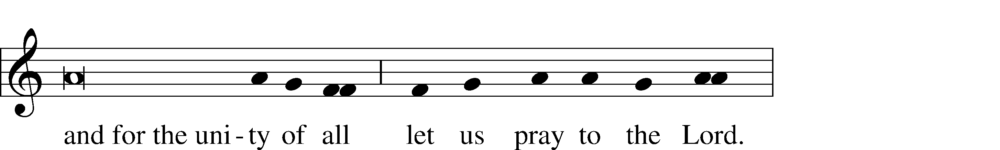 and for the uni-ty of all let us pray to the Lord.